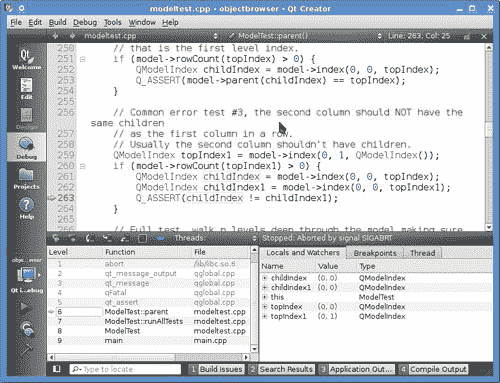 modeltest.cpp - objectbrowser - Qt Creator
File Edit Build Debug Tools Window Help
modeltest.cpp ModelTest::parent() Line: 263, Col: 25
250 // that is the first level index.
251 if (model->rowCount(topIndex) > 0) {
252 QModelIndex childIndex = model->index(0, 0, topIndex);
253 Q_ASSERT(model->parent(childIndex) == topIndex);
254 }
255
256 // Common error test #3, the second column should NOT have the
same children
257 // as the first column in a row.
258 // Usually the second column shouldn't have children.
259 QModelIndex topIndex1 = model->index(0, 1, QModelIndex());
260 if (model->rowCount(topIndex1) > 0) {
261 QModelIndex childIndex = model->index(0, 0, topIndex);
262 QModelIndex childIndex1 = model->index(0, 0, topIndex1);
263 Q_ASSERT(childIndex != childIndex1);
264 }
265
// Full test, walk n levels deep through the model making sure
Qt
Welcome
Edit
Design
Debug
Projects
Help
Threads: Stopped: Aborted by signal SIGABRT
Level Function File
1 abort /lib/libc.so.6
2 qt_message_output qglobal.cpp
3 qt_message qglobal.cpp
4 qFatal qglobal.cpp
5 qt_assert qglobal.cpp
6 ModelTest::parent modeltest.cpp
7 ModelTest::runAllTests modeltest.cpp
8 ModelTest modeltest.cpp
9 main main.cpp
Locals and Watchers Breakpoints Thread
Name Value Type
childIndex (0, 0) QModelIndex
childIndex1 (0, 0) QModelIndex
this ModelTest
topIndex (0, 0) QModelIndex
topIndex1 (0, 1) QModelIndex
Type to locate 1 Build Issues 2 Search Results 3 Application Out... 4 Compile Output